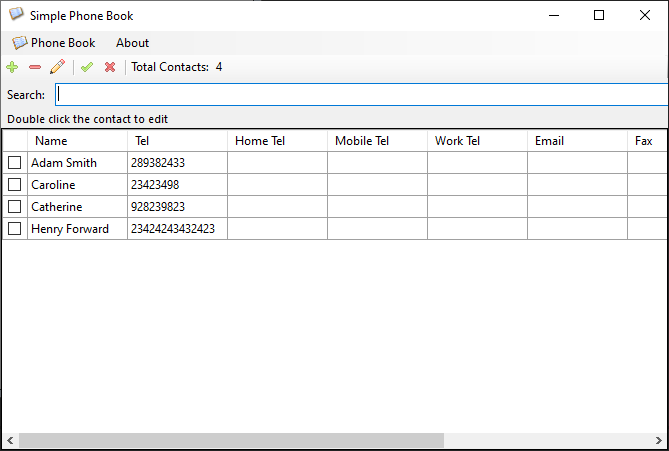 Simple Phone Book
Phone Book About
Total Contacts: 4
Search:
Double click the contact to edit
Name Tel Home Tel Mobile Tel Work Tel Email Fax
Adam Smith 289382433
Caroline 23423498
Catherine 928239823
Henry Forward 23424243432423